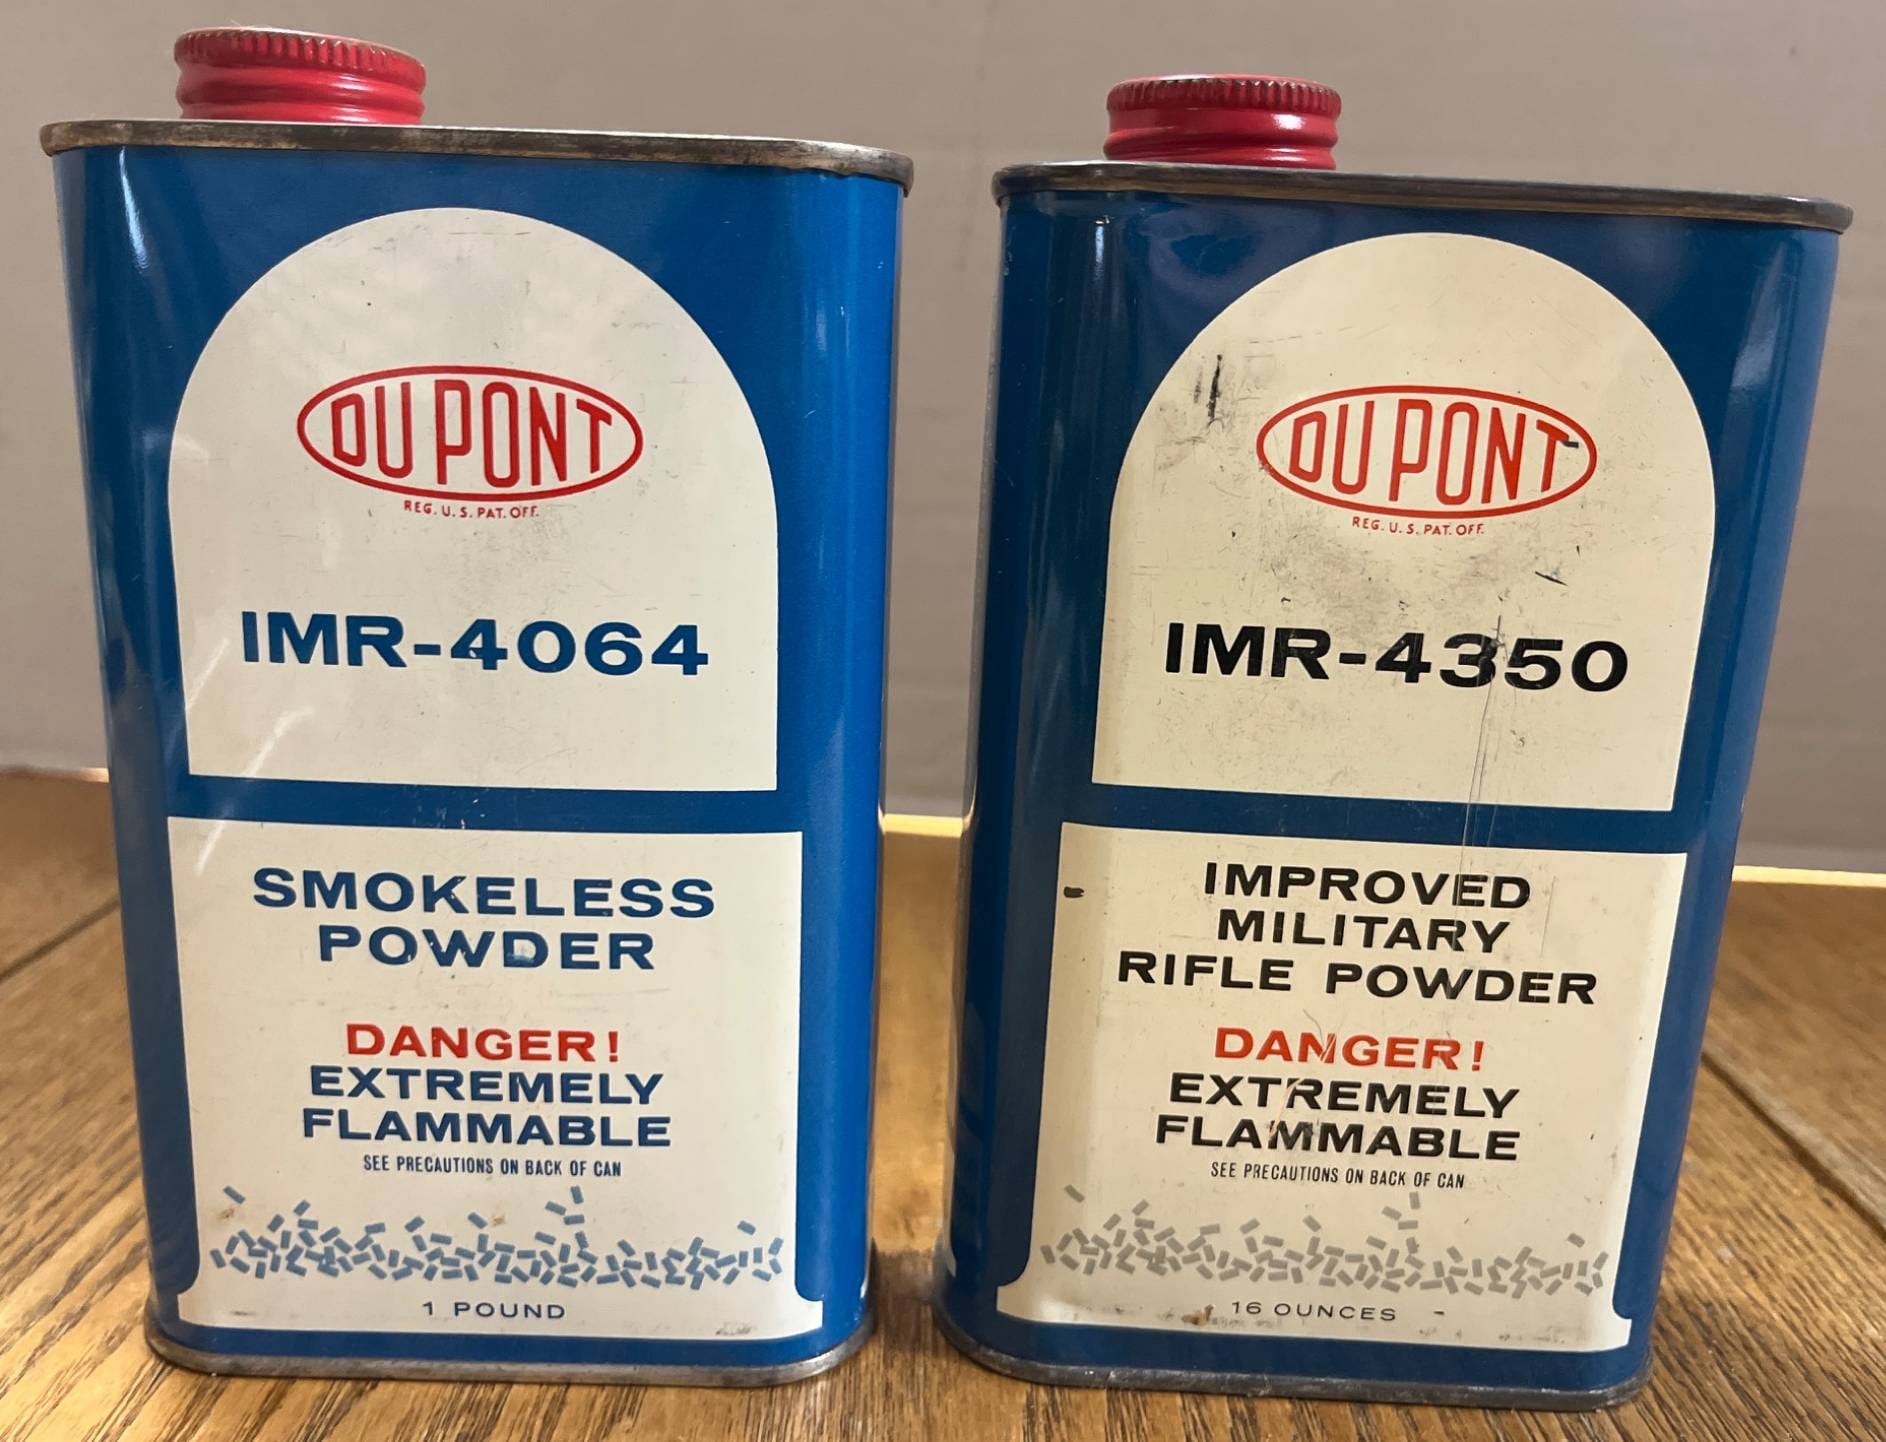 DU PONT
REG. U.S. PAT. OFF.
IMR-4064
SMOKELESS
POWDER
DANGER!
EXTREMELY
FLAMMABLE
SEE PRECAUTIONS ON BACK OF CAN
1 POUND
DU PONT
REG. U.S. PAT. OFF.
IMR-4350
IMPROVED
MILITARY
RIFLE POWDER
DANGER!
EXTREMELY
FLAMMABLE
SEE PRECAUTIONS ON BACK OF CAN
16 OUNCES